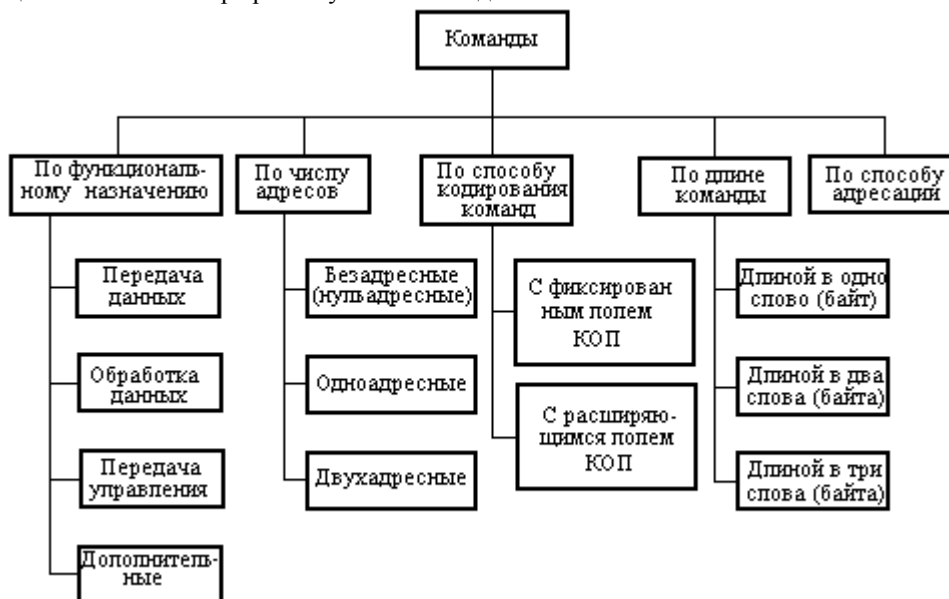 Команды
По функциональ-
ному назначению
По числу
адресов
По способу
кодирования
команд
По длине
команды
По способу
адресации
Передача
данных
Обработка
данных
Передача
управления
Дополнитель-
ные
Безадресные
(нульадресные)
Одноадресные
Двухадресные
С фиксирован
ным полем
КОП
С расширяю-
щимся полем
КОП
Длиной в одно
слово (байт)
Длиной в два
слова (байта)
Длиной в три
слова (байта)